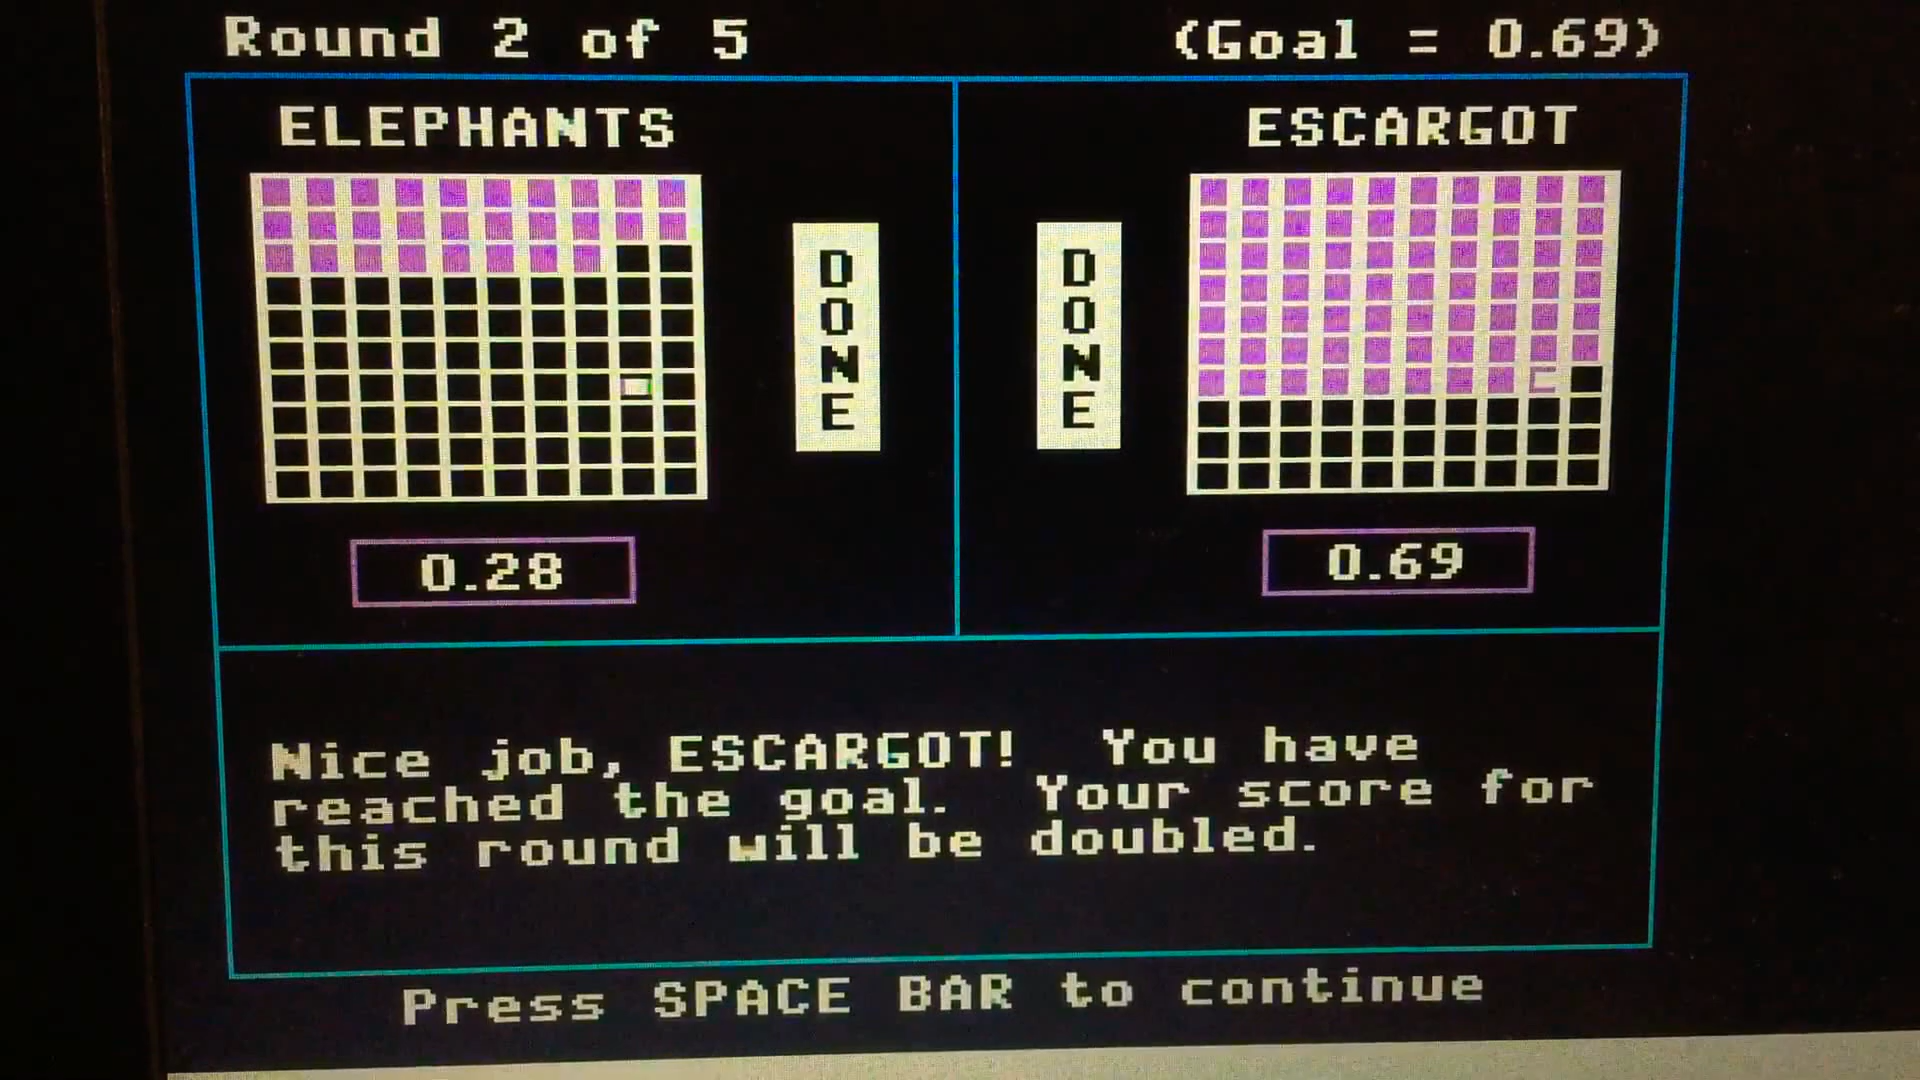 Round 2 of 5 (Goal = 0.69)
ELEPHANTS ESCARGOT
DONE DONE
0.28 0.69
Nice job, ESCARGOT! You have
reached the goal. Your score for
this round will be doubled.
Press SPACE BAR to continue